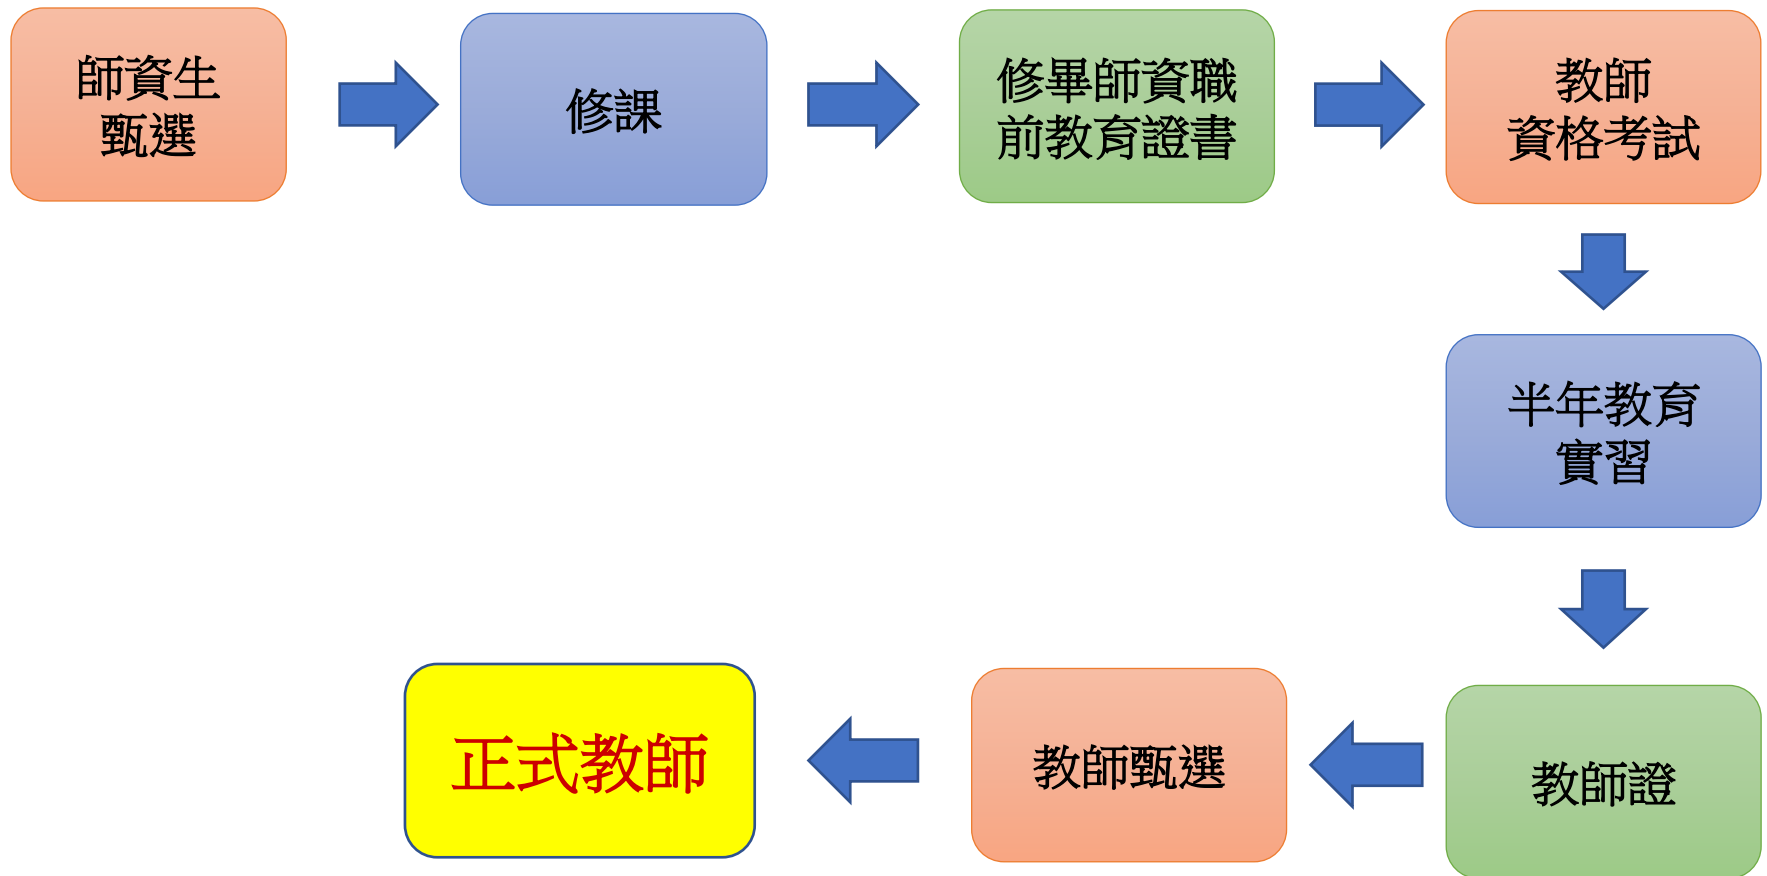 師資生
甄選
修課
修畢師資職
前教育證書
教師
資格考試
半年教育
實習
教師證
教師甄選
正式教師